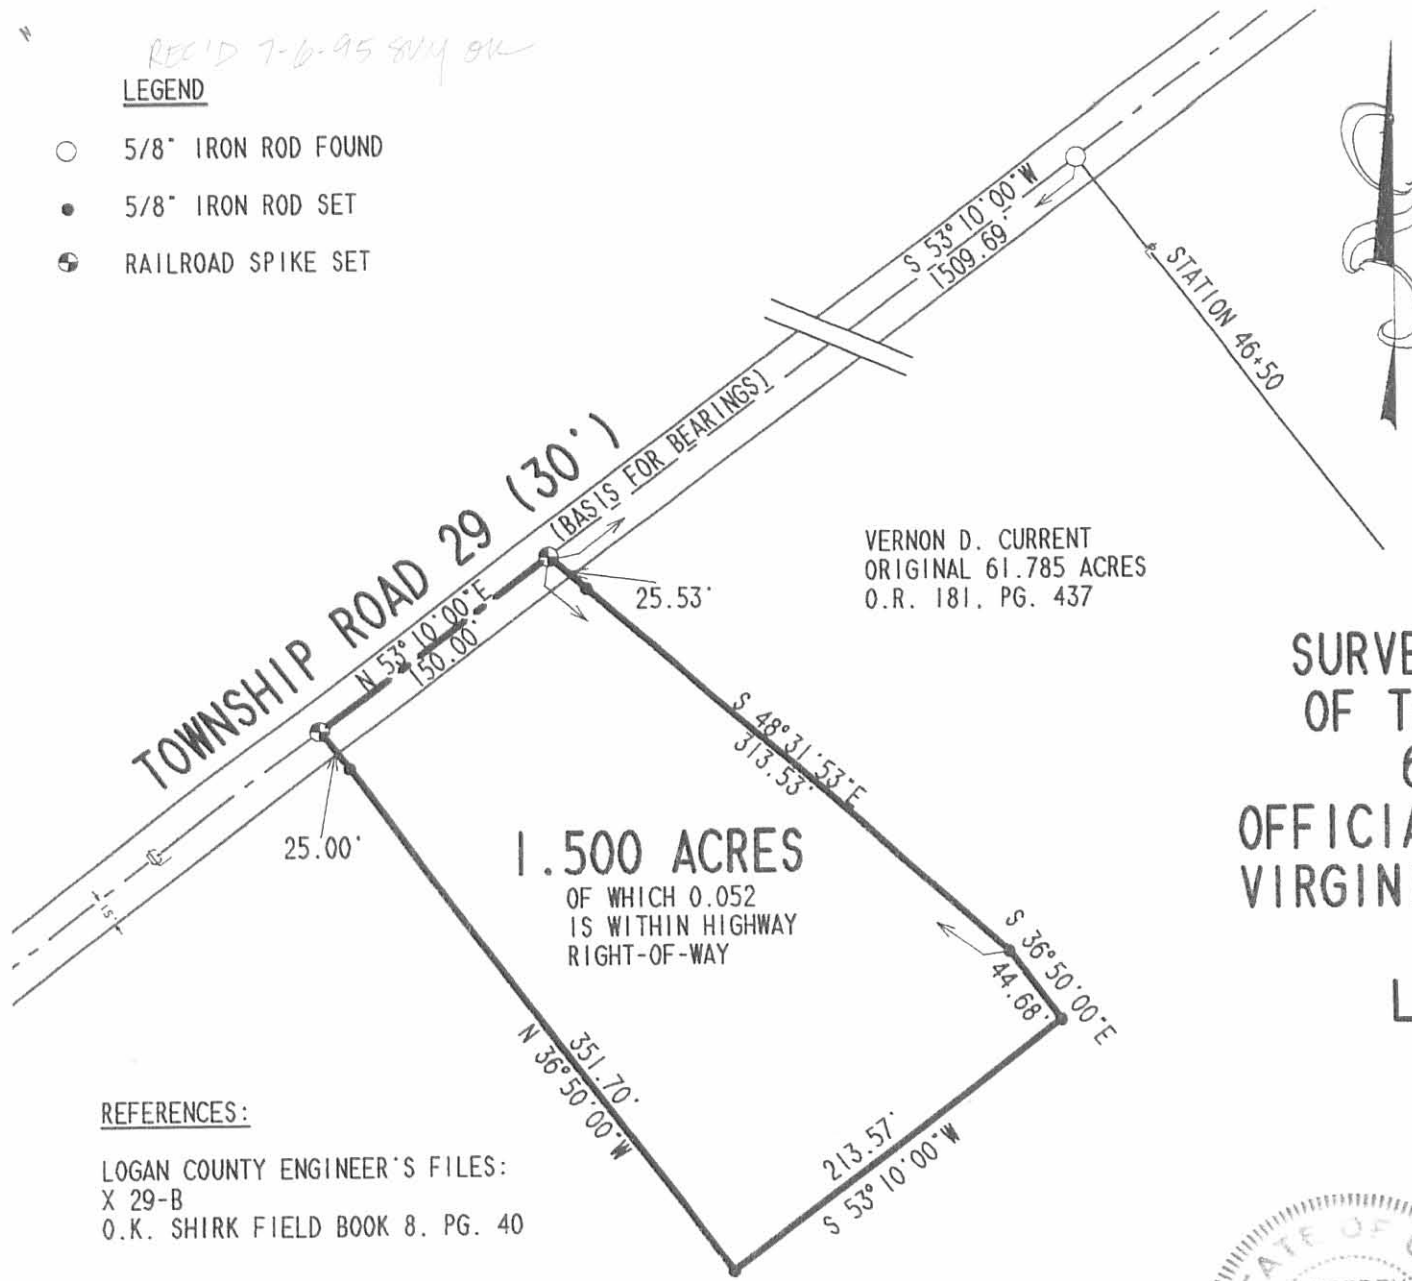 REC'D 7-6-95
LEGEND
5/8" IRON ROD FOUND
5/8" IRON ROD SET
RAILROAD SPIKE SET
S 53°10'00"W
1509.69'
STATION 46+50
(BASIS FOR BEARINGS)
TOWNSHIP ROAD 29 (30')
N 53°10'00"E
150.00'
25.53'
VERNON D. CURRENT
ORIGINAL 61.785 ACRES
O.R. 181, PG. 437
S 48°31'53"E
313.53'
SURVE
OF T
6
OFFICIA
VIRGIN
L
25.00'
15'
1.500 ACRES
OF WHICH 0.052
IS WITHIN HIGHWAY
RIGHT-OF-WAY
S 36°50'00"E
44.68'
351.70'
N 36°50'00"W
213.57'
S 53°10'00"W
REFERENCES:
LOGAN COUNTY ENGINEER'S FILES:
X 29-B
O.K. SHIRK FIELD BOOK 8, PG. 40
ATE OF